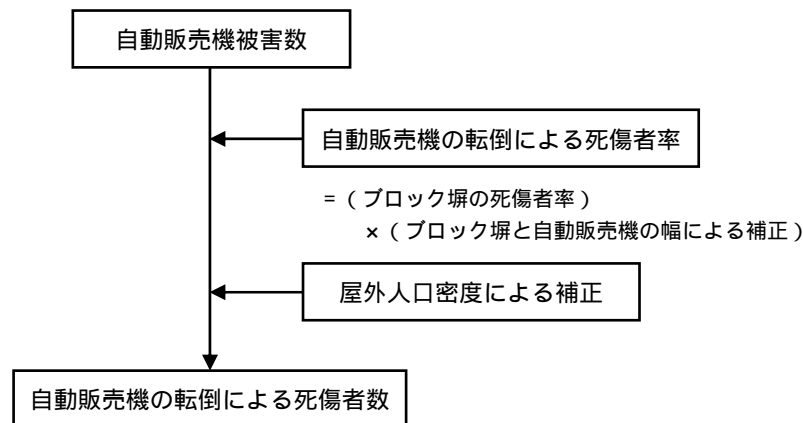 自動販売機被害数
自動販売機の転倒による死傷者率
=（ブロック塀の死傷者率）
×（ブロック塀と自動販売機の幅による補正）
屋外人口密度による補正
自動販売機の転倒による死傷者数